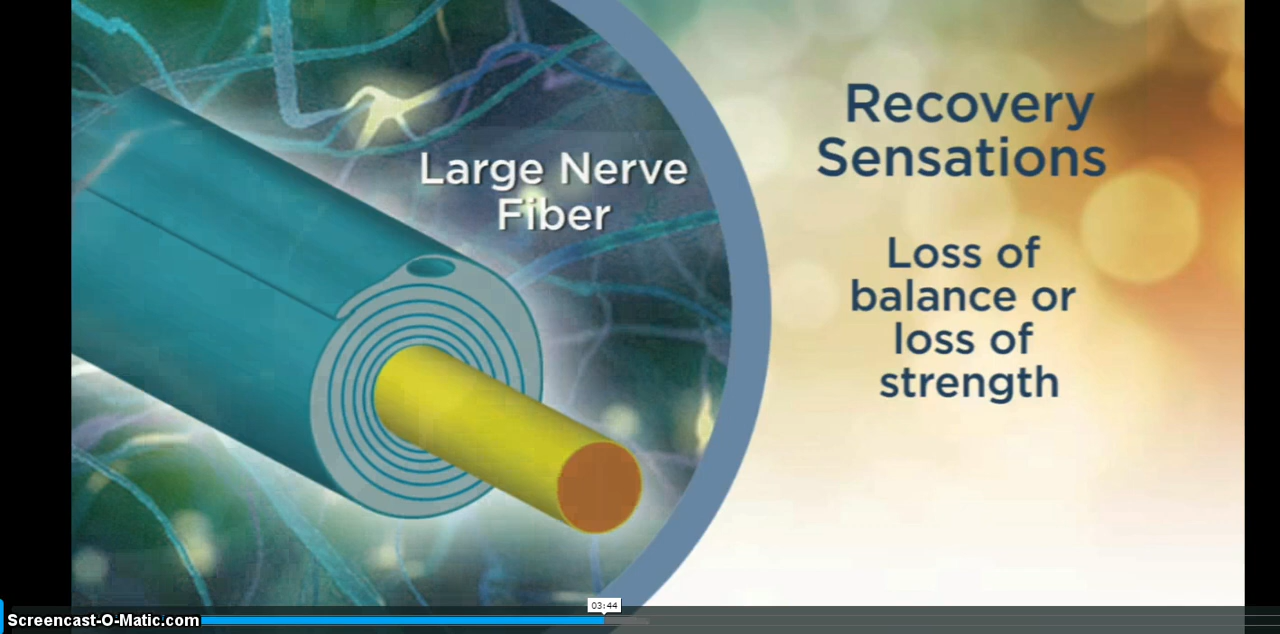 Large Nerve
Fiber
Recovery
Sensations
Loss of
balance or
loss of
strength
03:44
Screencast-O-Matic.com